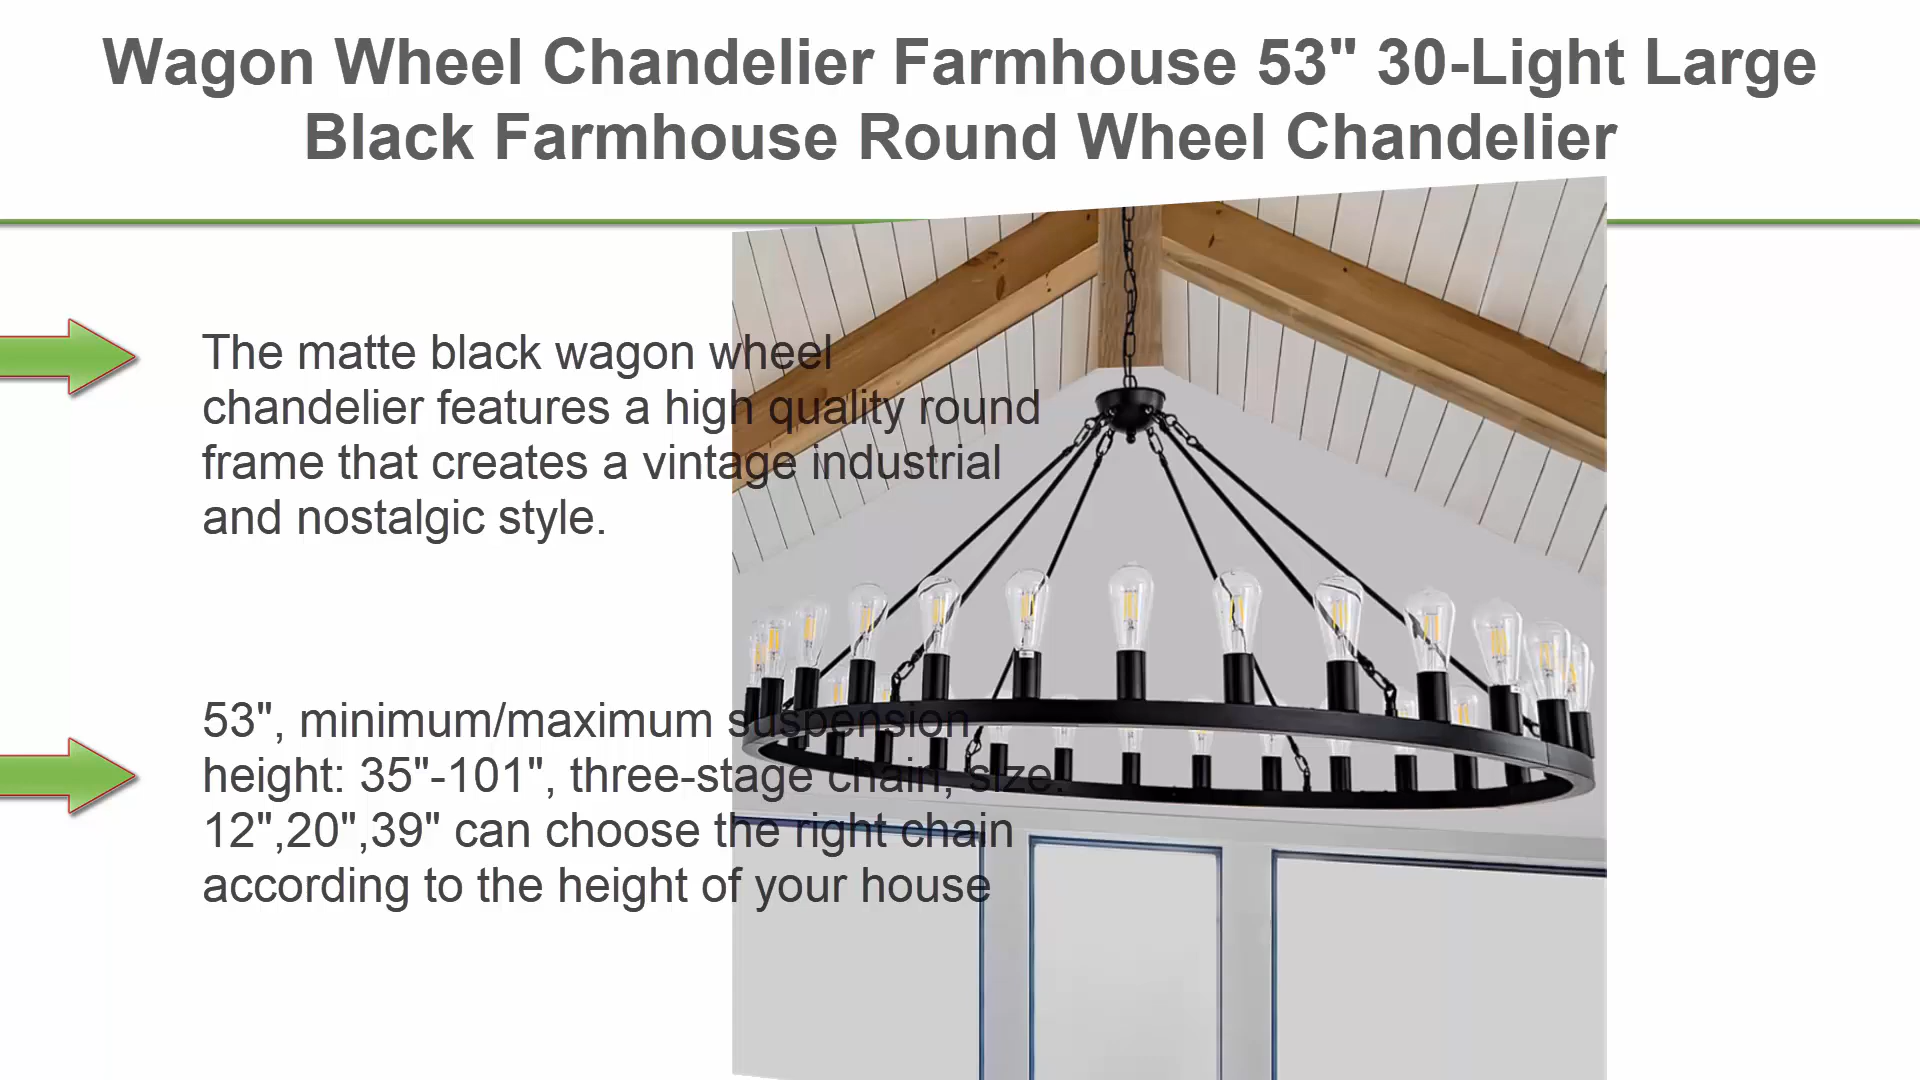 Wagon Wheel Chandelier Farmhouse 53" 30-Light Large
Black Farmhouse Round Wheel Chandelier
The matte black wagon wheel
chandelier features a high quality round
frame that creates a vintage industrial
and nostalgic style.
53", minimum/maximum suspension
height: 35"-101", three-stage chain, size:
12",20",39" can choose the right chain
according to the height of your house